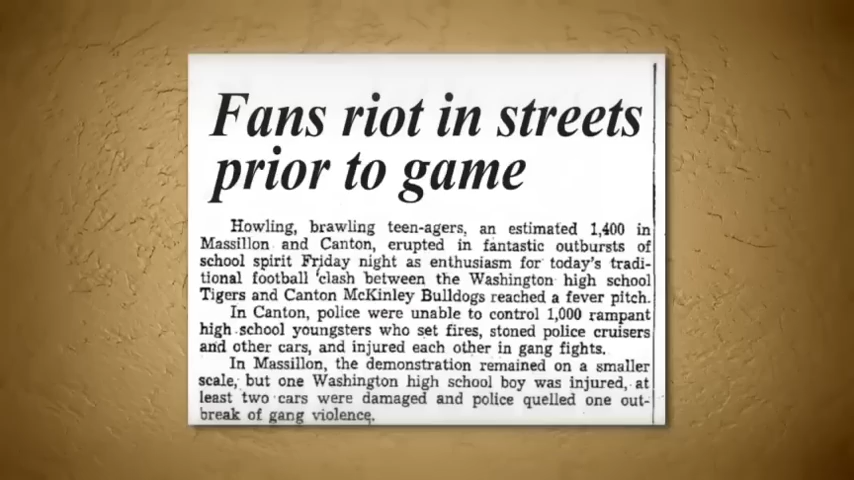 Fans riot in streets
prior to game
Howling, brawling teen-agers, an estimated 1,400 in
Massillon and Canton, erupted in fantastic outbursts of
school spirit Friday night as enthusiasm for today's tradi-
tional football clash between the Washington high school
Tigers and Canton McKinley Bulldogs reached a fever pitch.
In Canton, police were unable to control 1,000 rampant
high school youngsters who set fires, stoned police cruisers
and other cars, and injured each other in gang fights.
In Massillon, the demonstration remained on a smaller
scale, but one Washington high school boy was injured, at
least two cars were damaged and police quelled one out-
break of gang violence.